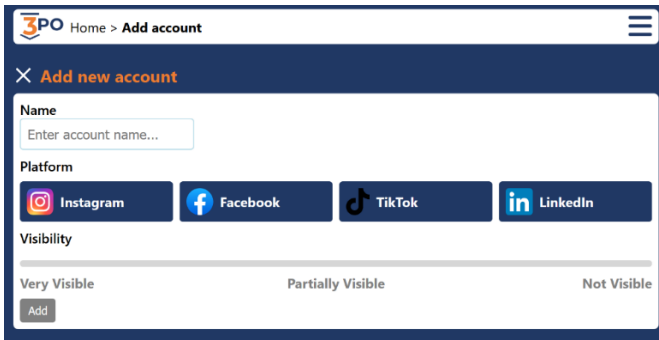 3PO Home > Add account
Add new account
Name
Enter account name...
Platform
Instagram Facebook TikTok LinkedIn
Visibility
Very Visible Partially Visible Not Visible
Add